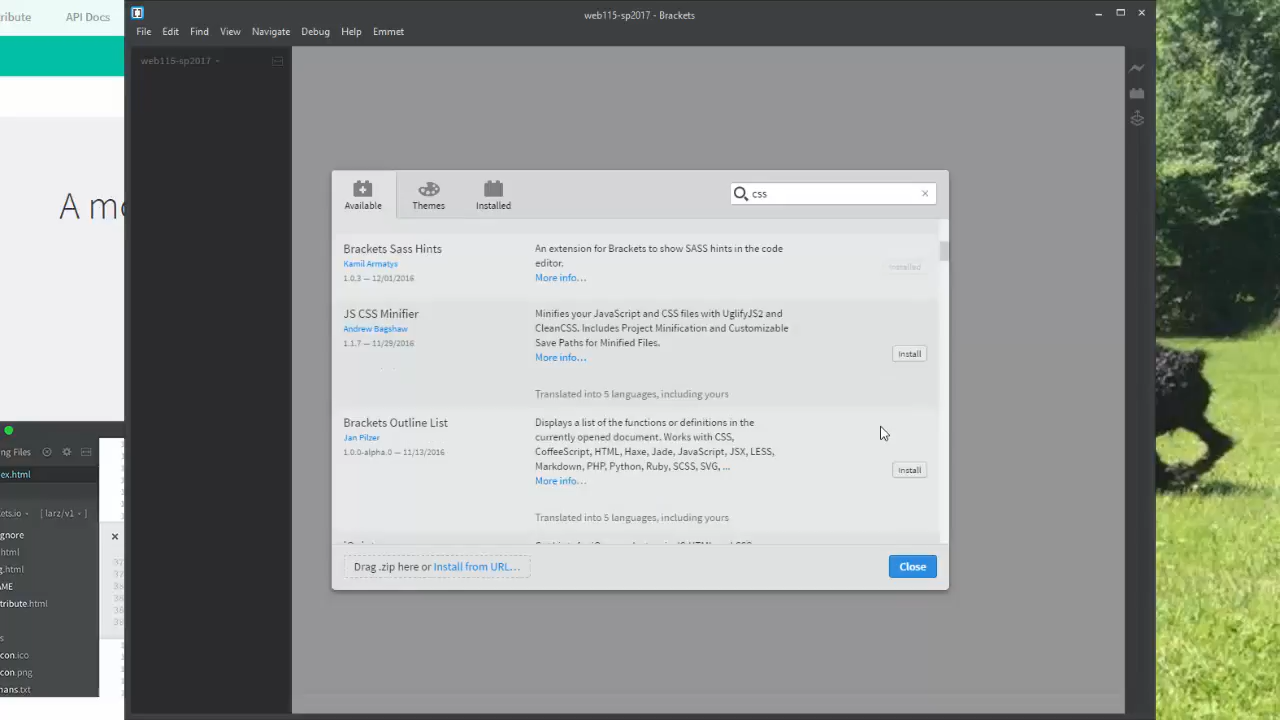 ribute API Docs
A mo
web115-sp2017 - Brackets
File Edit Find View Navigate Debug Help Emmet
web115-sp2017
Available
Themes
Installed
css
Brackets Sass Hints
Kamil Armatys
1.0.3 — 12/01/2016
An extension for Brackets to show SASS hints in the code
editor.
More info...
Installed
JS CSS Minifier
Andrew Bagshaw
1.1.7 — 11/29/2016
Minifies your JavaScript and CSS files with UglifyJS2 and
CleanCSS. Includes Project Minification and Customizable
Save Paths for Minified Files.
More info...
Install
Translated into 5 languages, including yours
Brackets Outline List
Jan Pilzer
1.0.0-alpha.0 — 11/13/2016
Displays a list of the functions or definitions in the
currently opened document. Works with CSS,
CoffeeScript, HTML, Haxe, Jade, JavaScript, JSX, LESS,
Markdown, PHP, Python, Ruby, SCSS, SVG, ...
More info...
Install
Translated into 5 languages, including yours
Drag .zip here or Install from URL...
Close
ng Files
ex.html
ets.io - [ larz/v1 - ]
gnore
html
g.html
AME
tribute.html
s
con.ico
con.png
mans.txt